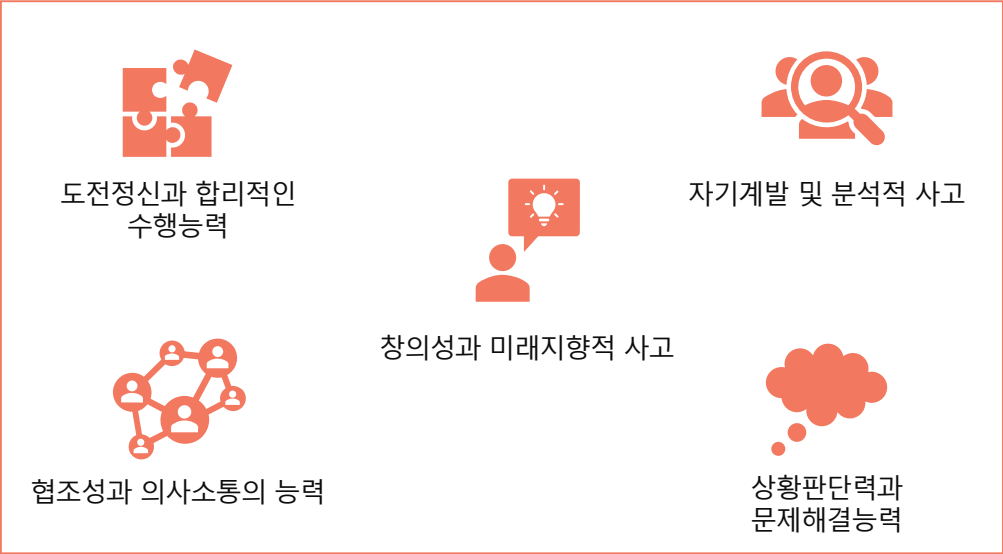 도전정신과 합리적인
수행능력
자기계발 및 분석적 사고
창의성과 미래지향적 사고
협조성과 의사소통의 능력
상황판단력과
문제해결능력